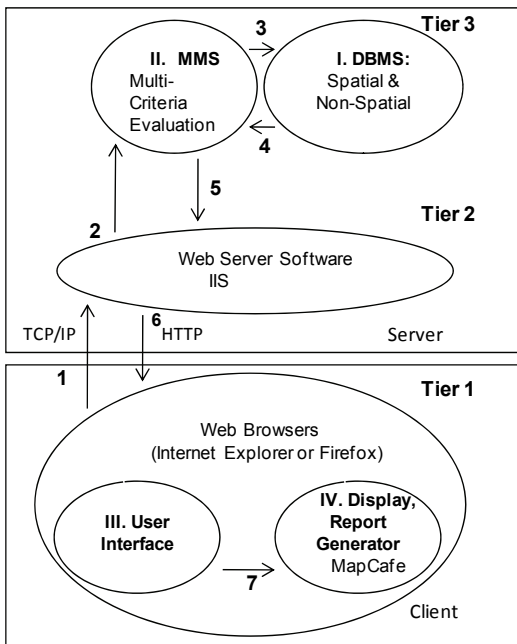 Tier 3
3
II. MMS
Multi-
Criteria
Evaluation
I. DBMS:
Spatial &
Non-Spatial
4
5
2
Tier 2
Web Server Software
IIS
TCP/IP
6
HTTP
Server
1
Tier 1
Web Browsers
(Internet Explorer or Firefox)
III. User
Interface
IV. Display,
Report
Generator
MapCafe
7
Client